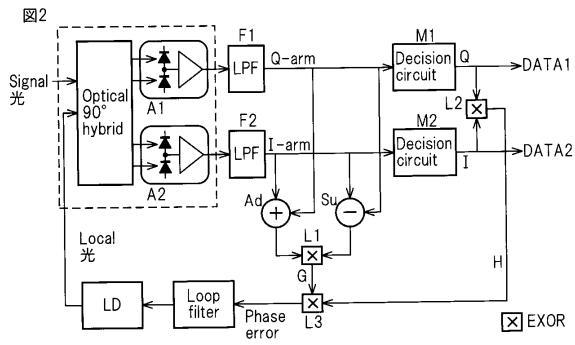 図2
F1
M1
Signal
光
Optical
90°
hybrid
A1
LPF
Q-arm
Decision
circuit
Q
DATA1
L2
F2
M2
A2
LPF
I-arm
Decision
circuit
I
DATA2
Ad
+
Su
−
Local
光
L1
G
H
LD
Loop
filter
Phase
error
L3
EXOR